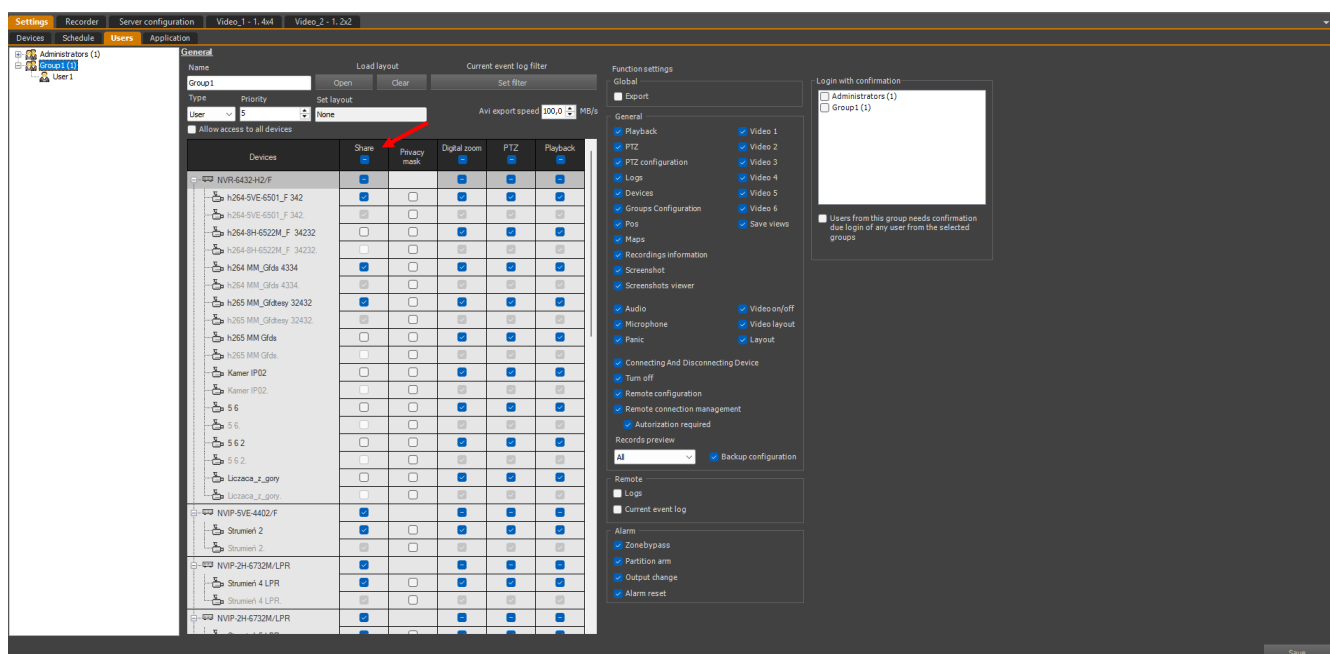 Settings Recorder Server configuration Video_1 - 1. 4x4 Video_2 - 1. 2x2
Devices Schedule Users Application
Administrators (1)
Group1 (1)
User1
General
Name Load layout Current event log filter
Group1 Open Clear Set filter
Type Priority Set layout
User 5 None Avi export speed 100,0 MB/s
Allow access to all devices
Devices Share Privacy mask Digital zoom PTZ Playback
NVR-6432-H2/F
h264-5VE-6501_F 342
h264-5VE-6501_F 342.
h264-8H-6522M_F 34232
h264-8H-6522M_F 34232.
h264 MM_Gfds 4334
h264 MM_Gfds 4334.
h265 MM_Gfdtesy 32432
h265 MM_Gfdtesy 32432.
h265 MM Gfds
h265 MM Gfds.
Kamer IP02
Kamer IP02.
5 6
5 6.
5 6 2
5 6 2.
Liczaca_z_gory
Liczaca_z_gory.
NVIP-5VE-4402/F
Strumień 2
Strumień 2.
NVIP-2H-6732M/LPR
Strumień 4 LPR
Strumień 4 LPR.
NVIP-2H-6732M/LPR
Function settings
Global
Export
General
Playback Video 1
PTZ Video 2
PTZ configuration Video 3
Logs Video 4
Devices Video 5
Groups Configuration Video 6
Pos Save views
Maps
Recordings information
Screenshot
Screenshots viewer
Audio Video on/off
Microphone Video layout
Panic Layout
Connecting And Disconnecting Device
Turn off
Remote configuration
Remote connection management
Autorization required
Records preview
All Backup configuration
Remote
Logs
Current event log
Alarm
Zonebypass
Partition arm
Output change
Alarm reset
Login with confirmation
Administrators (1)
Group1 (1)
Users from this group needs confirmation
due login of any user from the selected
groups
Save